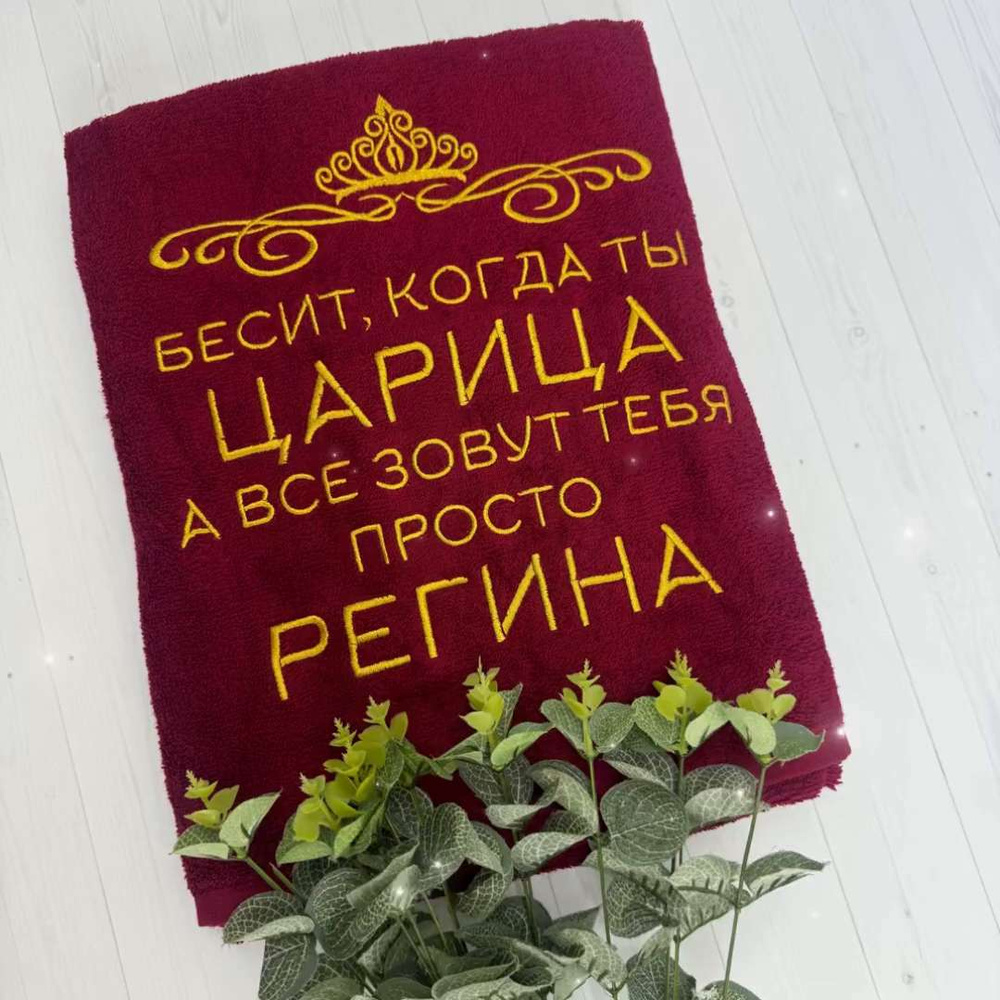 БЕСИТ, КОГДА ТЫ
ЦАРИЦА
А ВСЕ ЗОВУТ ТЕБЯ
ПРОСТО
РЕГИНА